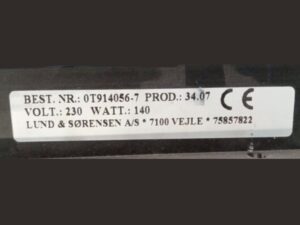 BEST. NR.: 0T914056-7 PROD.: 34.07 CE
VOLT.: 230 WATT.: 140
LUND & SØRENSEN A/S * 7100 VEJLE * 75857822